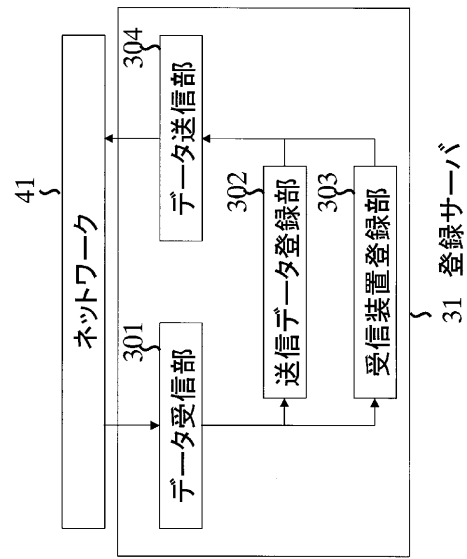 41
ネットワーク
301
データ受信部
304
データ送信部
302
送信データ登録部
303
受信装置登録部
31 登録サーバ